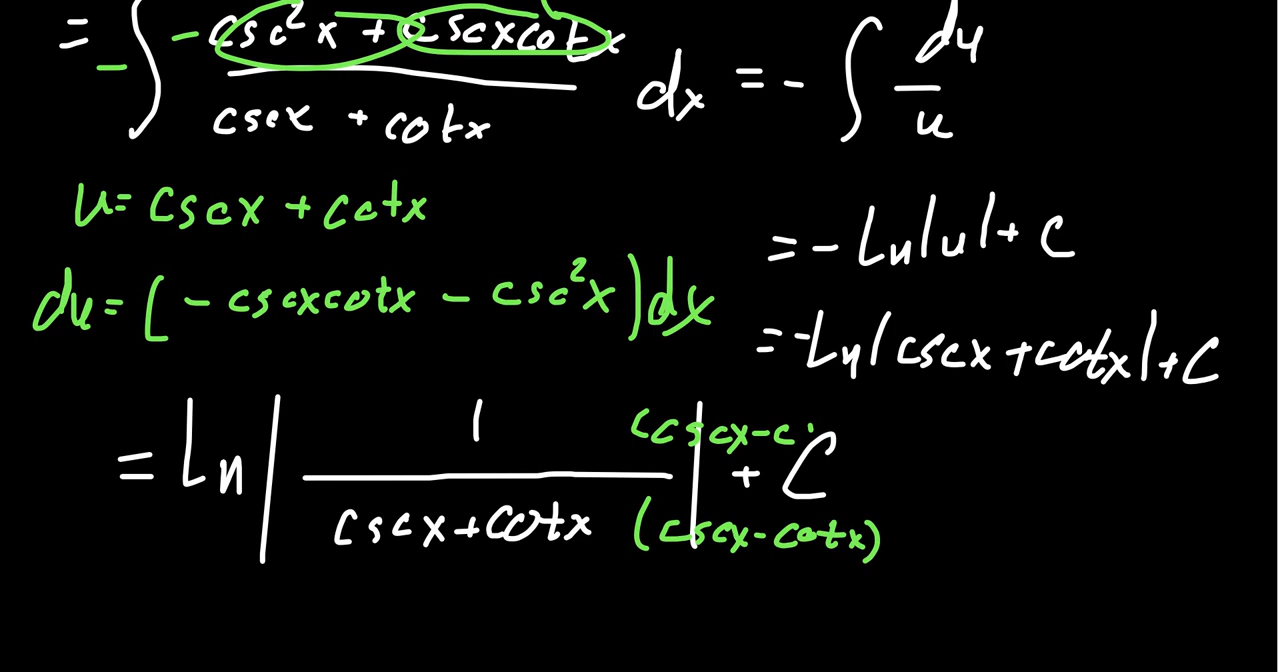 = ∫ -csc²x + cscxcotx / cscx + cotx dx = - ∫ du/u
-
u = cscx + cotx
= -Ln|u| + C
du = (-cscxcotx - csc²x)dx
= -Ln|cscx + cotx| + C
= Ln| 1 / cscx + cotx | + C
(cscx-c
(cscx-cotx)